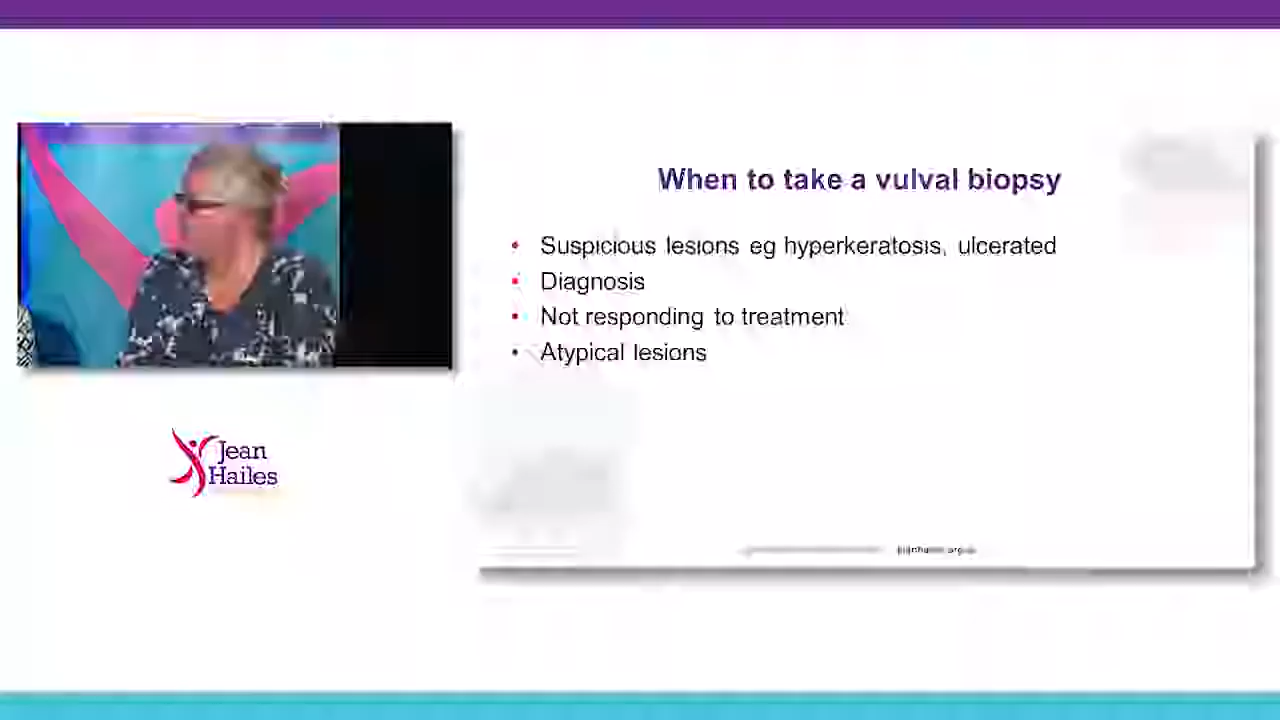 When to take a vulval biopsy
• Suspicious lesions eg hyperkeratosis, ulcerated
• Diagnosis
• Not responding to treatment
• Atypical lesions
Jean
Hailes